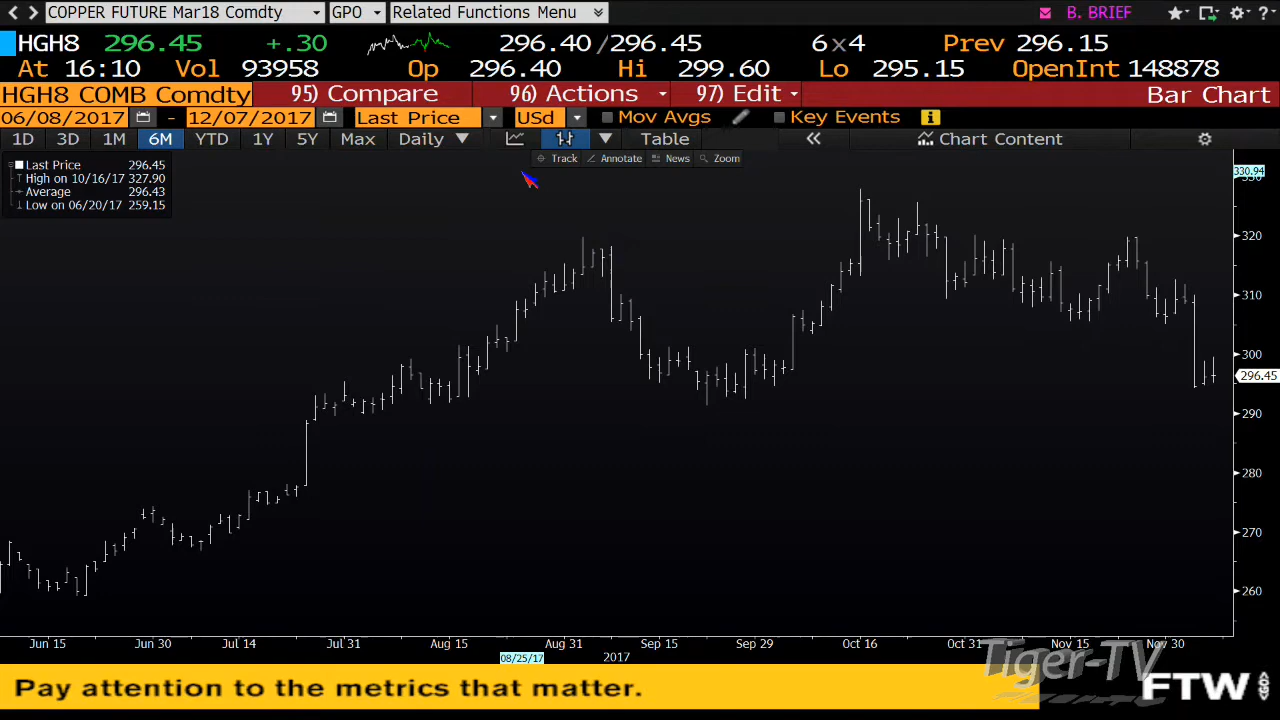 COPPER FUTURE Mar18 Comdty GPO Related Functions Menu B. BRIEF ?
HGH8 296.45 +.30 296.40/296.45 6x4 Prev 296.15
At 16:10 Vol 93958 Op 296.40 Hi 299.60 Lo 295.15 OpenInt 148878
HGH8 COMB Comdty 95) Compare 96) Actions 97) Edit Bar Chart
06/08/2017 - 12/07/2017 Last Price USd Mov Avgs Key Events i
1D 3D 1M 6M YTD 1Y 5Y Max Daily Table « Chart Content
Track Annotate News Zoom
Last Price 296.45
High on 10/16/17 327.90
Average 296.43
Low on 06/20/17 259.15
330.94
330
320
310
300
296.45
290
280
270
260
Jun 15 Jun 30 Jul 14 Jul 31 Aug 15 Aug 31 Sep 15 Sep 29 Oct 16 Oct 31 Nov 15 Nov 30
08/25/17 2017
Tiger-TV
Pay attention to the metrics that matter.
FTW GO